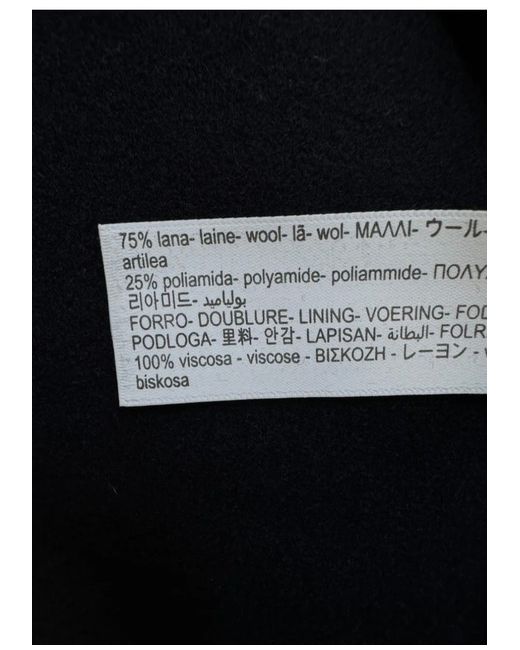 75% lana- laine- wool- lã- wol- ΜΑΛΛΙ- ウール-
artilea
25% poliamida- polyamide- poliammıde- ΠΟΛΥ
리아미드- بولياميد
FORRO- DOUBLURE- LINING- VOERING- FOD
PODLOGA- 里料- 안감- LAPISAN- البطانة- FOLR
100% viscosa - viscose - ΒΙΣΚΟΖΗ - レーヨン -
biskosa